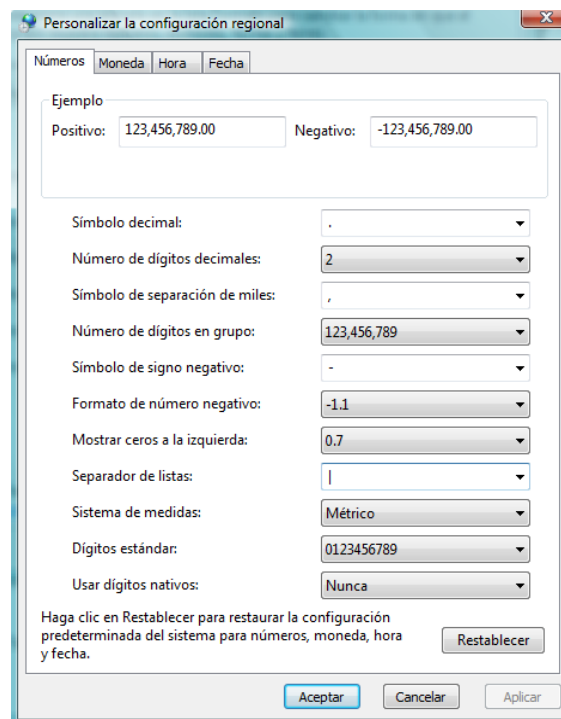 Personalizar la configuración regional
Números Moneda Hora Fecha
Ejemplo
Positivo: 123,456,789.00 Negativo: -123,456,789.00
Símbolo decimal: .
Número de dígitos decimales: 2
Símbolo de separación de miles: ,
Número de dígitos en grupo: 123,456,789
Símbolo de signo negativo: -
Formato de número negativo: -1.1
Mostrar ceros a la izquierda: 0.7
Separador de listas: |
Sistema de medidas: Métrico
Dígitos estándar: 0123456789
Usar dígitos nativos: Nunca
Haga clic en Restablecer para restaurar la configuración
predeterminada del sistema para números, moneda, hora
y fecha.
Restablecer
Aceptar Cancelar Aplicar